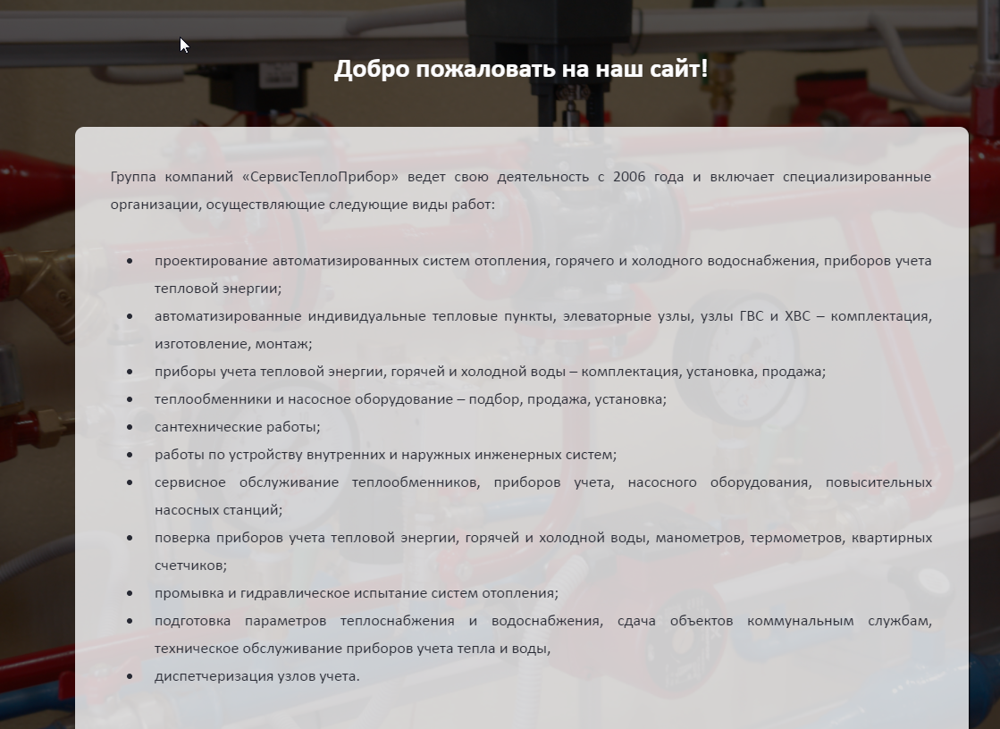 Добро пожаловать на наш сайт!
Группа компаний «СервисТеплоПрибор» ведет свою деятельность с 2006 года и включает специализированные
организации, осуществляющие следующие виды работ:
• проектирование автоматизированных систем отопления, горячего и холодного водоснабжения, приборов учета
тепловой энергии;
• автоматизированные индивидуальные тепловые пункты, элеваторные узлы, узлы ГВС и ХВС – комплектация,
изготовление, монтаж;
• приборы учета тепловой энергии, горячей и холодной воды – комплектация, установка, продажа;
• теплообменники и насосное оборудование – подбор, продажа, установка;
• сантехнические работы;
• работы по устройству внутренних и наружных инженерных систем;
• сервисное обслуживание теплообменников, приборов учета, насосного оборудования, повысительных
насосных станций;
• поверка приборов учета тепловой энергии, горячей и холодной воды, манометров, термометров, квартирных
счетчиков;
• промывка и гидравлическое испытание систем отопления;
• подготовка параметров теплоснабжения и водоснабжения, сдача объектов коммунальным службам,
техническое обслуживание приборов учета тепла и воды,
• диспетчеризация узлов учета.